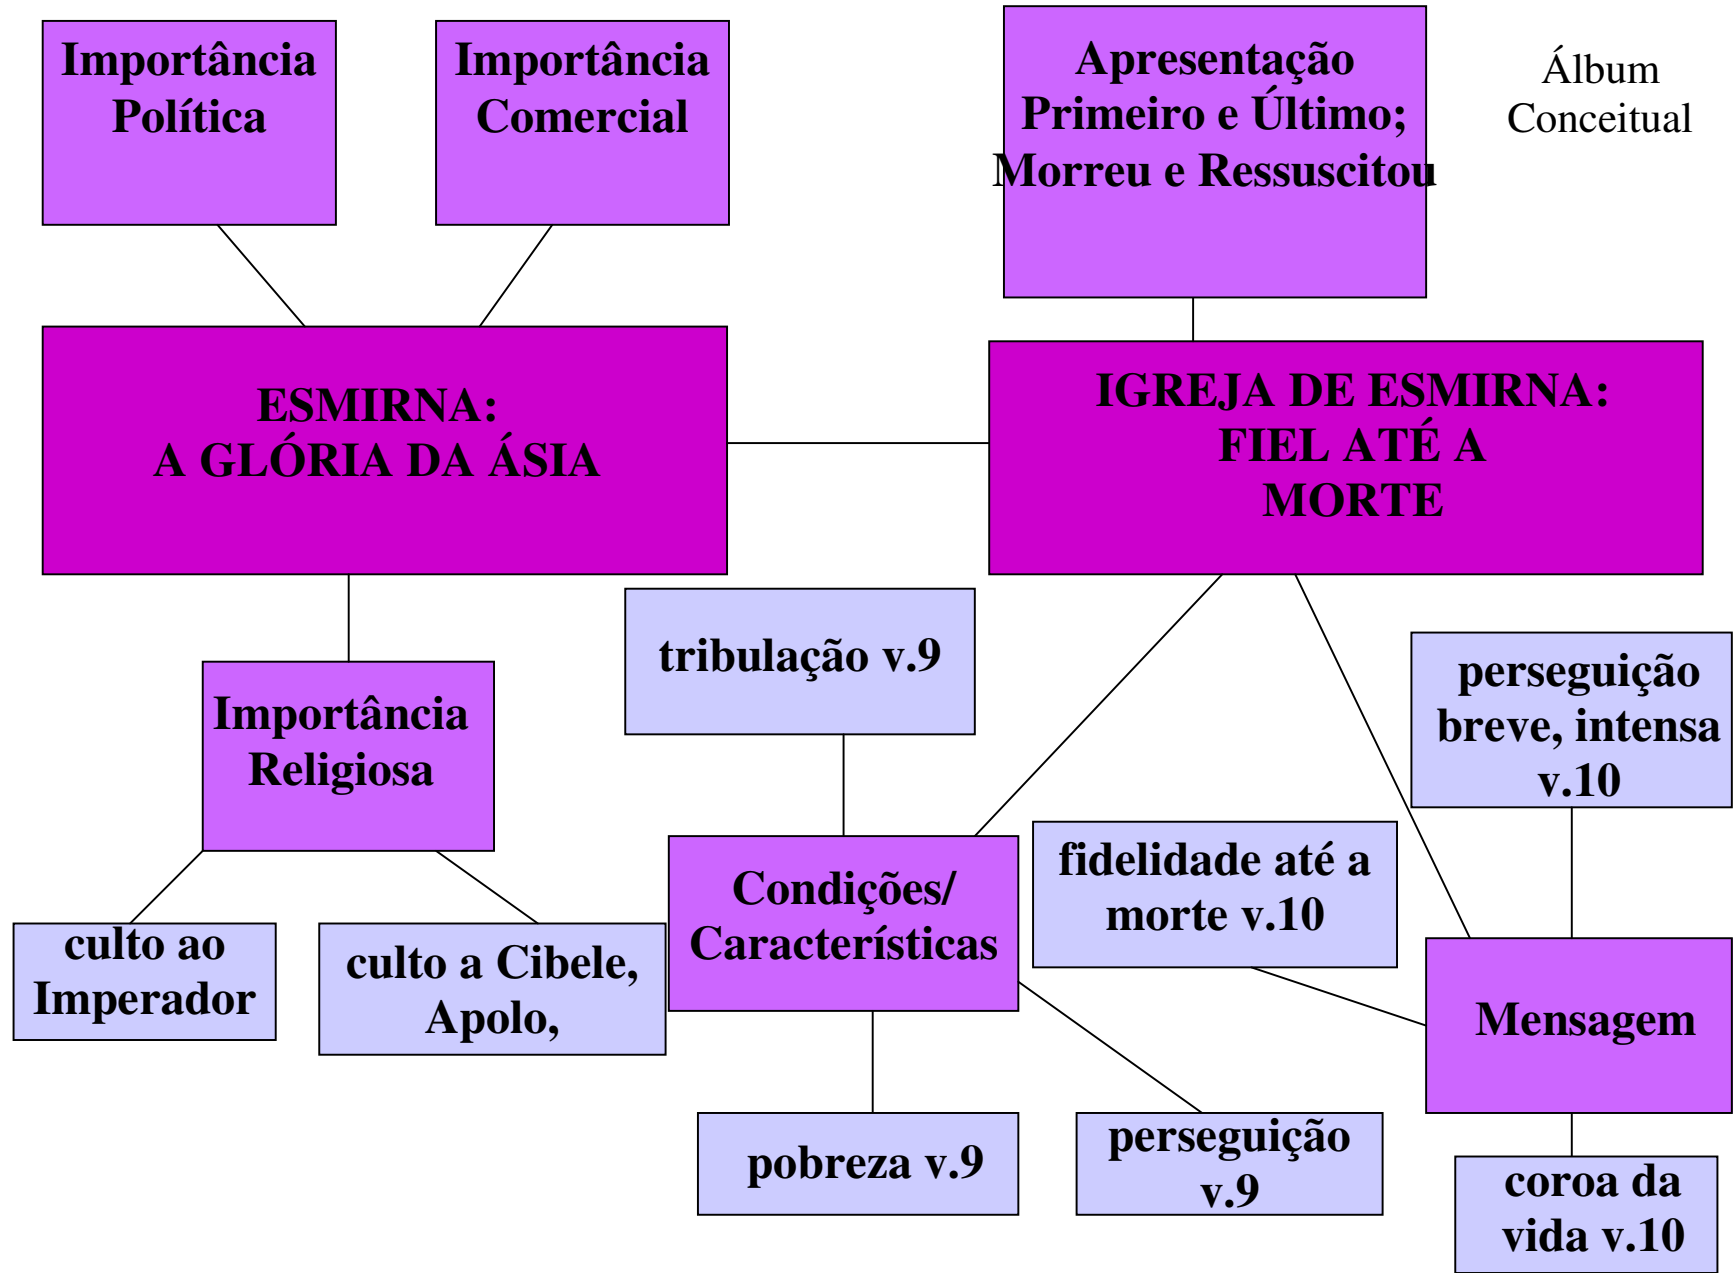 Importância
Política
Importância
Comercial
Apresentação
Primeiro e Último;
Morreu e Ressuscitou
Álbum
Conceitual
ESMIRNA:
A GLÓRIA DA ÁSIA
IGREJA DE ESMIRNA:
FIEL ATÉ A
MORTE
tribulação v.9
perseguição
breve, intensa
v.10
Importância
Religiosa
fidelidade até a
morte v.10
Condições/
Características
culto ao
Imperador
culto a Cibele,
Apolo,
Mensagem
pobreza v.9
perseguição
v.9
coroa da
vida v.10